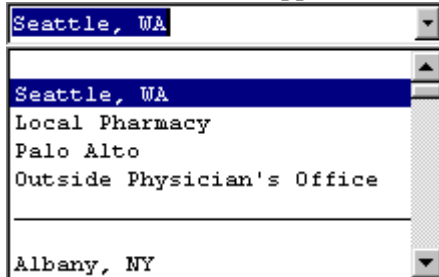 Seattle, WA
Seattle, WA
Local Pharmacy
Palo Alto
Outside Physician's Office
Albany, NY